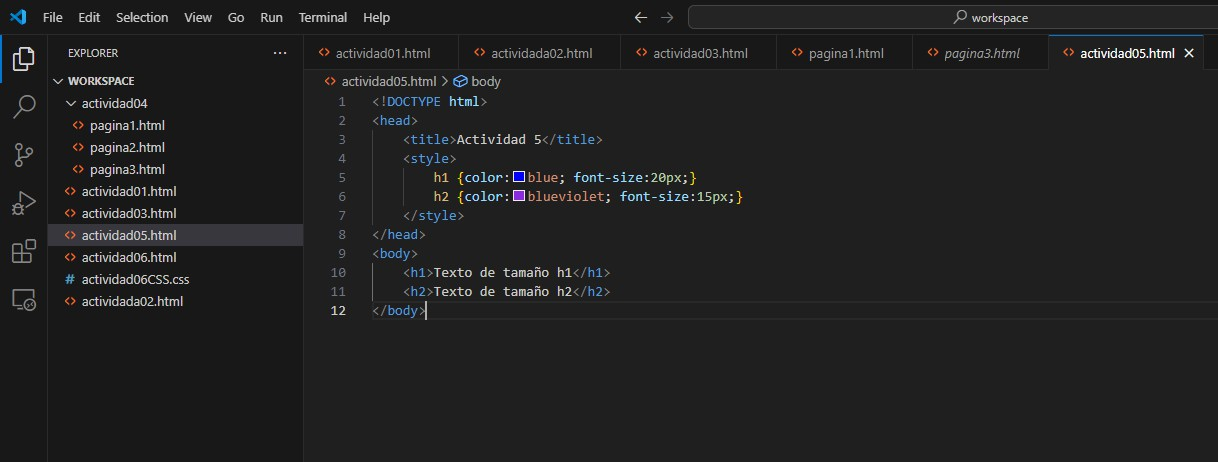 File Edit Selection View Go Run Terminal Help
workspace
EXPLORER ...
actividad01.html actividada02.html actividad03.html pagina1.html pagina3.html actividad05.html
WORKSPACE
actividad04
pagina1.html
pagina2.html
pagina3.html
actividad01.html
actividad03.html
actividad05.html
actividad06.html
# actividad06CSS.css
actividada02.html
actividad05.html > body
1 <!DOCTYPE html>
2 <head>
3 <title>Actividad 5</title>
4 <style>
5 h1 {color:blue; font-size:20px;}
6 h2 {color:blueviolet; font-size:15px;}
7 </style>
8 </head>
9 <body>
10 <h1>Texto de tamaño h1</h1>
11 <h2>Texto de tamaño h2</h2>
12 </body>